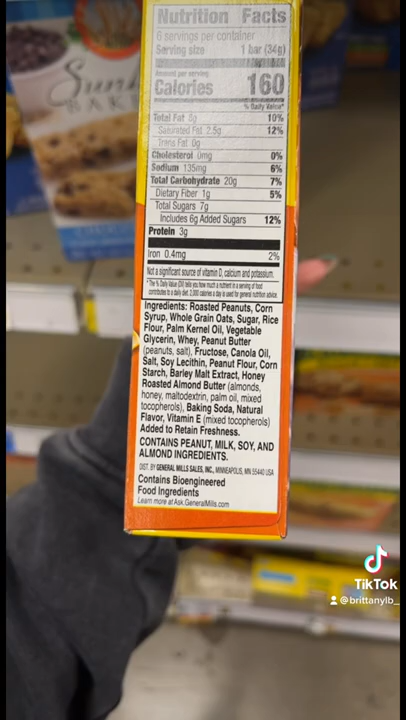 Sunb
BAK
Nutrition Facts
6 servings per container
Serving size 1 bar (34g)
Amount per serving
Calories 160
% Daily Value*
Total Fat 8g 10%
Saturated Fat 2.5g 12%
Trans Fat 0g
Cholesterol 0mg 0%
Sodium 135mg 6%
Total Carbohydrate 20g 7%
Dietary Fiber 1g 5%
Total Sugars 7g
Includes 6g Added Sugars 12%
Protein 3g
Iron 0.4mg 2%
Not a significant source of vitamin D, calcium and potassium.
*The % Daily Value (DV) tells you how much a nutrient in a serving of food
contributes to a daily diet. 2,000 calories a day is used for general nutrition advice.
Ingredients: Roasted Peanuts, Corn
Syrup, Whole Grain Oats, Sugar, Rice
Flour, Palm Kernel Oil, Vegetable
Glycerin, Whey, Peanut Butter
(peanuts, salt), Fructose, Canola Oil,
Salt, Soy Lecithin, Peanut Flour, Corn
Starch, Barley Malt Extract, Honey
Roasted Almond Butter (almonds,
honey, maltodextrin, palm oil, mixed
tocopherols), Baking Soda, Natural
Flavor, Vitamin E (mixed tocopherols)
Added to Retain Freshness.
CONTAINS PEANUT, MILK, SOY, AND
ALMOND INGREDIENTS.
DIST. BY GENERAL MILLS SALES, INC., MINNEAPOLIS, MN 55440 USA
Contains Bioengineered
Food Ingredients
Learn more at Ask.GeneralMills.com
TikTok
@brittanylb_